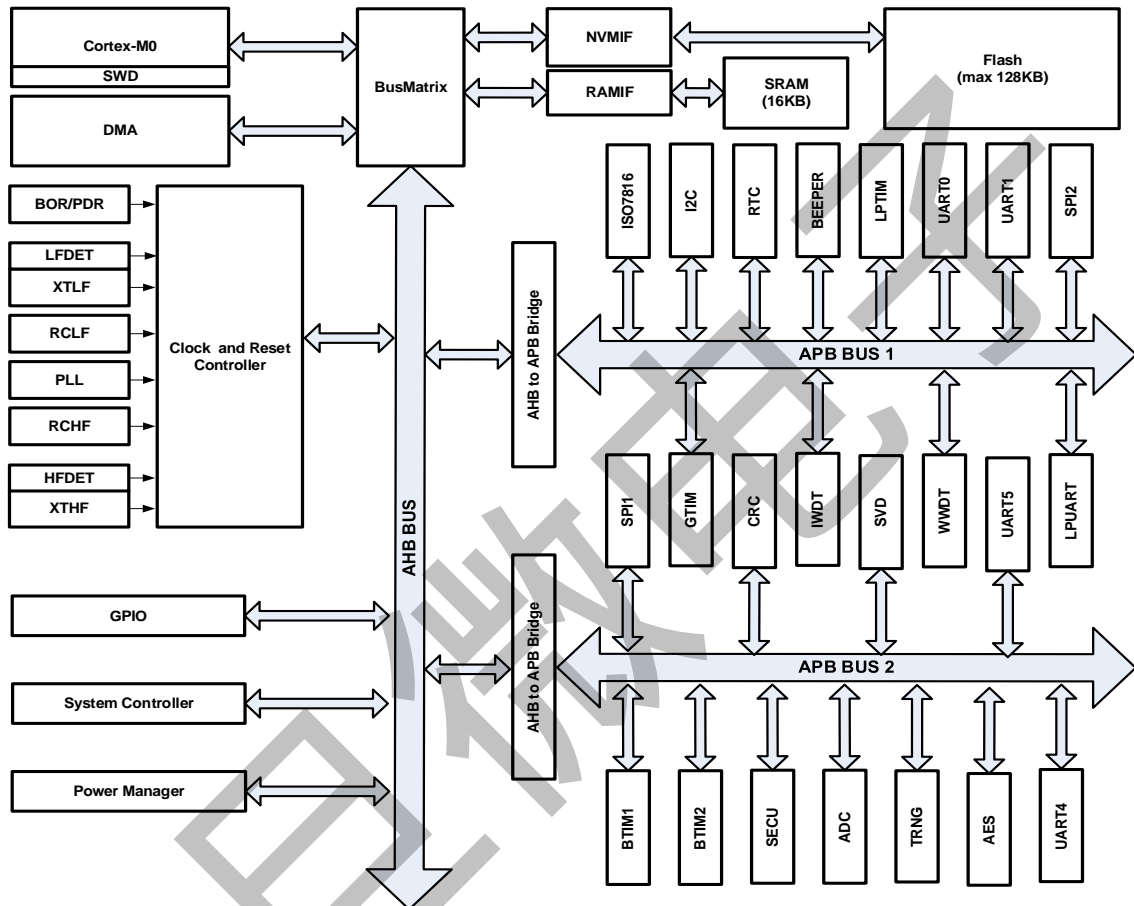 Cortex-M0
SWD
DMA
BusMatrix
NVMIF
RAMIF
SRAM
(16KB)
Flash
(max 128KB)
BOR/PDR
LFDET
XTLF
RCLF
PLL
RCHF
HFDET
XTHF
Clock and Reset
Controller
GPIO
System Controller
Power Manager
AHB BUS
AHB to APB Bridge
ISO7816
I2C
RTC
BEEPER
LPTIM
UART0
UART1
SPI2
APB BUS 1
SPI1
GTIM
CRC
IWDT
SVD
WWDT
UART5
LPUART
AHB to APB Bridge
APB BUS 2
BTIM1
BTIM2
SECU
ADC
TRNG
AES
UART4
微电子